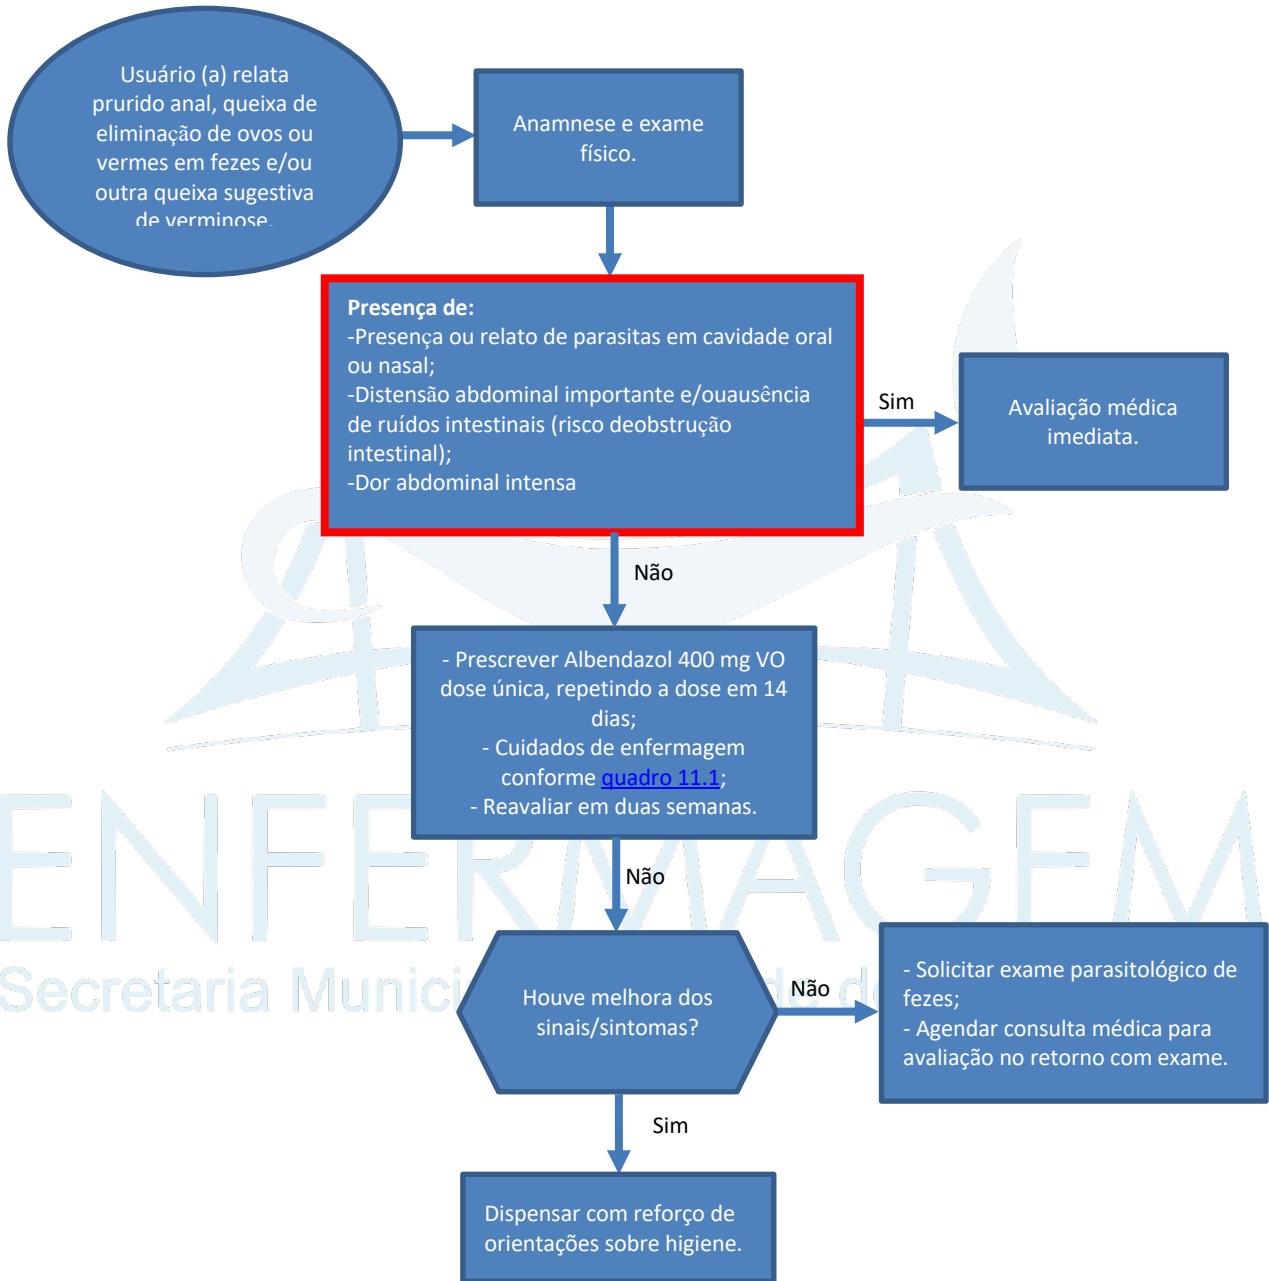 Usuário (a) relata
prurido anal, queixa de
eliminação de ovos ou
vermes em fezes e/ou
outra queixa sugestiva
de verminose.
Anamnese e exame
físico.
Presença de:
-Presença ou relato de parasitas em cavidade oral
ou nasal;
-Distensão abdominal importante e/ouausência
de ruídos intestinais (risco deobstrução
intestinal);
-Dor abdominal intensa
Sim
Avaliação médica
imediata.
Não
- Prescrever Albendazol 400 mg VO
dose única, repetindo a dose em 14
dias;
- Cuidados de enfermagem
conforme quadro 11.1;
- Reavaliar em duas semanas.
Não
Houve melhora dos
sinais/sintomas?
Não
- Solicitar exame parasitológico de
fezes;
- Agendar consulta médica para
avaliação no retorno com exame.
Sim
Dispensar com reforço de
orientações sobre higiene.
ENFERMAGEM
Secretaria